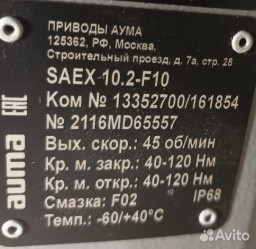 ПРИВОДЫ АУМА
125362, РФ, Москва,
Строительный проезд, д. 7а, стр. 28
SAEX 10.2-F10
Ком № 13352700/161854
№ 2116MD65557
Вых. скор.: 45 об/мин
Кр. м. закр.: 40-120 Нм
Кр. м. откр.: 40-120 Нм
Смазка: F02 IP68
Темп.: -60/+40°C
auma
EAC
Avito